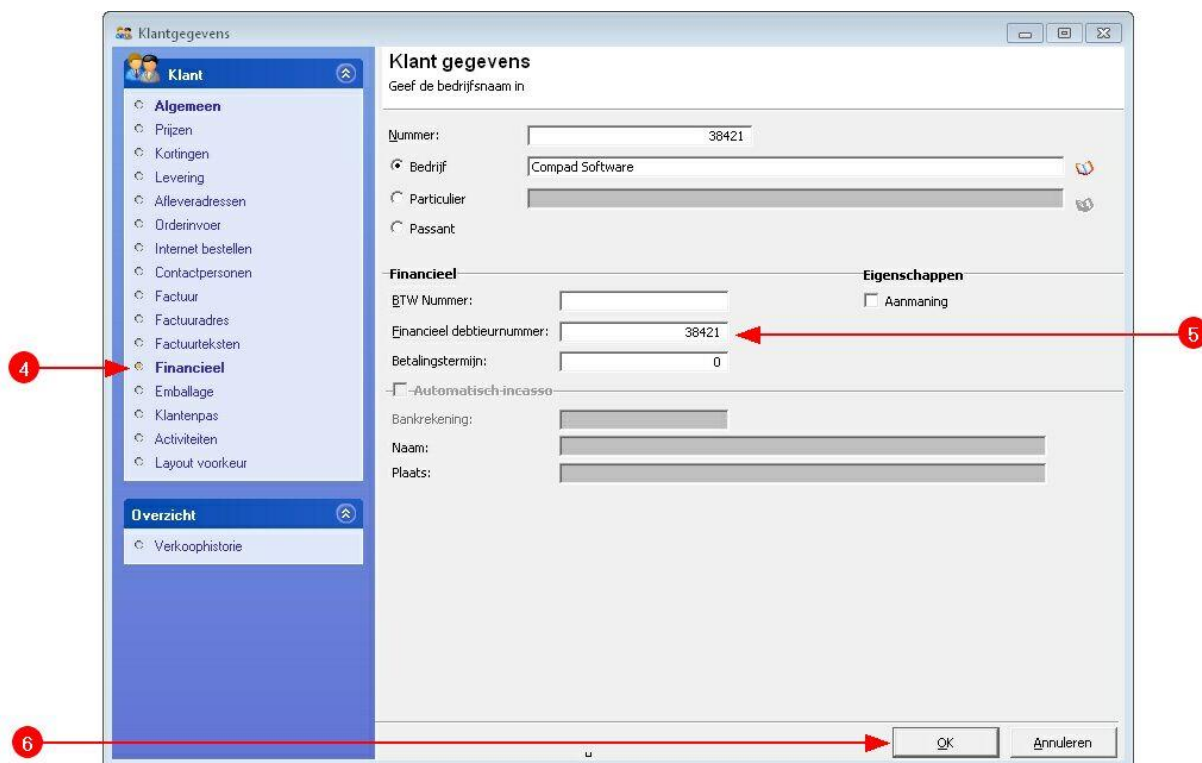 Klantgegevens
Klant
Algemeen
Prijzen
Kortingen
Levering
Afleveradressen
Orderinvoer
Internet bestellen
Contactpersonen
Factuur
Factuuradres
Factuurteksten
Financieel
Emballage
Klantenpas
Activiteiten
Layout voorkeur
Overzicht
Verkoophistorie
Klant gegevens
Geef de bedrijfsnaam in
Nummer: 38421
Bedrijf Compad Software
Particulier
Passant
Financieel
BTW Nummer:
Financieel debtieurnummer: 38421
Betalingstermijn: 0
Eigenschappen
Aanmaning
Automatisch incasso
Bankrekening:
Naam:
Plaats:
OK Annuleren
4
5
6